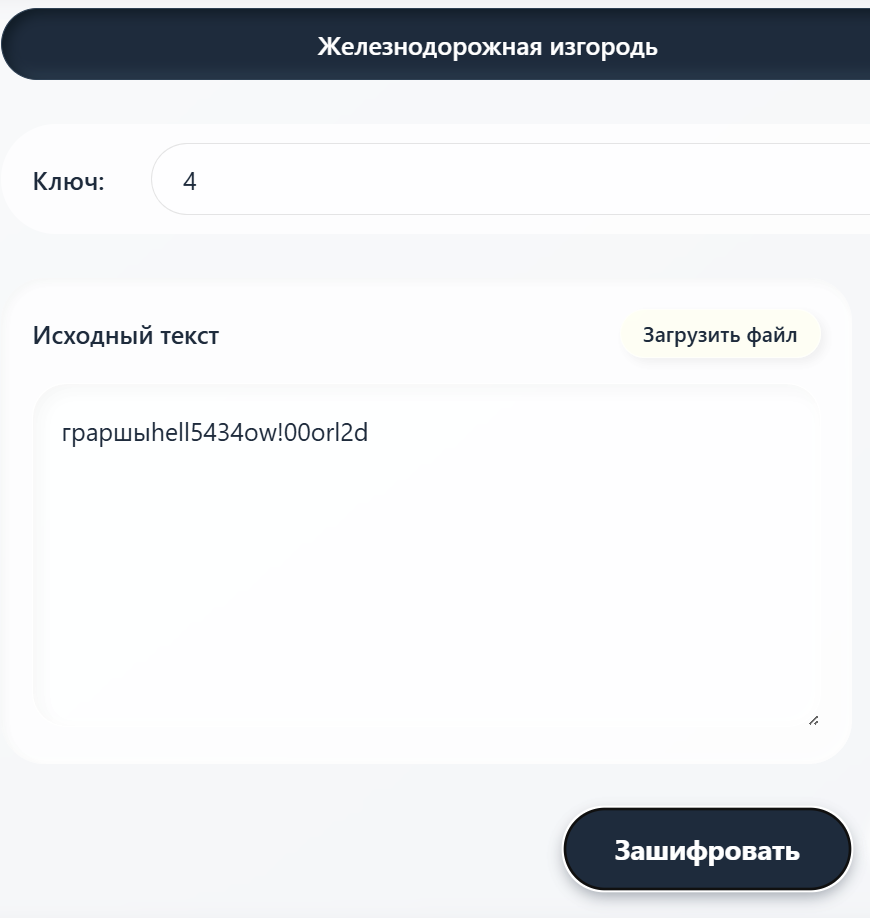 Железнодорожная изгородь
Ключ:
4
Исходный текст
Загрузить файл
граршыhell5434ow!00orl2d
Зашифровать